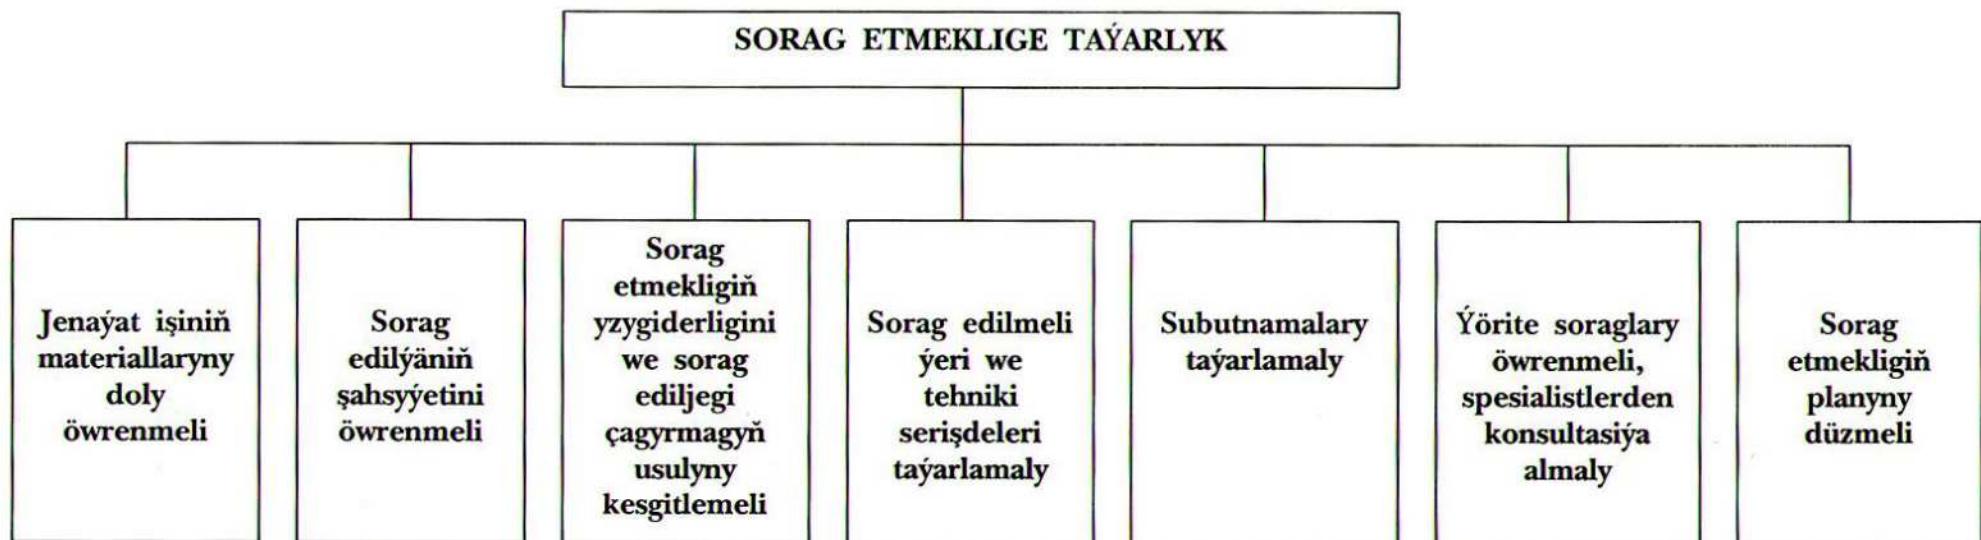 SORAG ETMEKLIGE TAÝARLYK
Jenaýat işiniň
materiallaryny
doly
öwrenmeli
Sorag
edilýäniň
şahsyýetini
öwrenmeli
Sorag
etmekligiň
yzygiderligini
we sorag
ediljegi
çagyrmagyň
usulyny
kesgitlemeli
Sorag edilmeli
ýeri we
tehniki
serişdeleri
taýarlamaly
Subutnamalary
taýarlamaly
Ýörite soraglary
öwrenmeli,
spesialistlerden
konsultasiýa
almaly
Sorag
etmekligiň
planyny
düzmeli